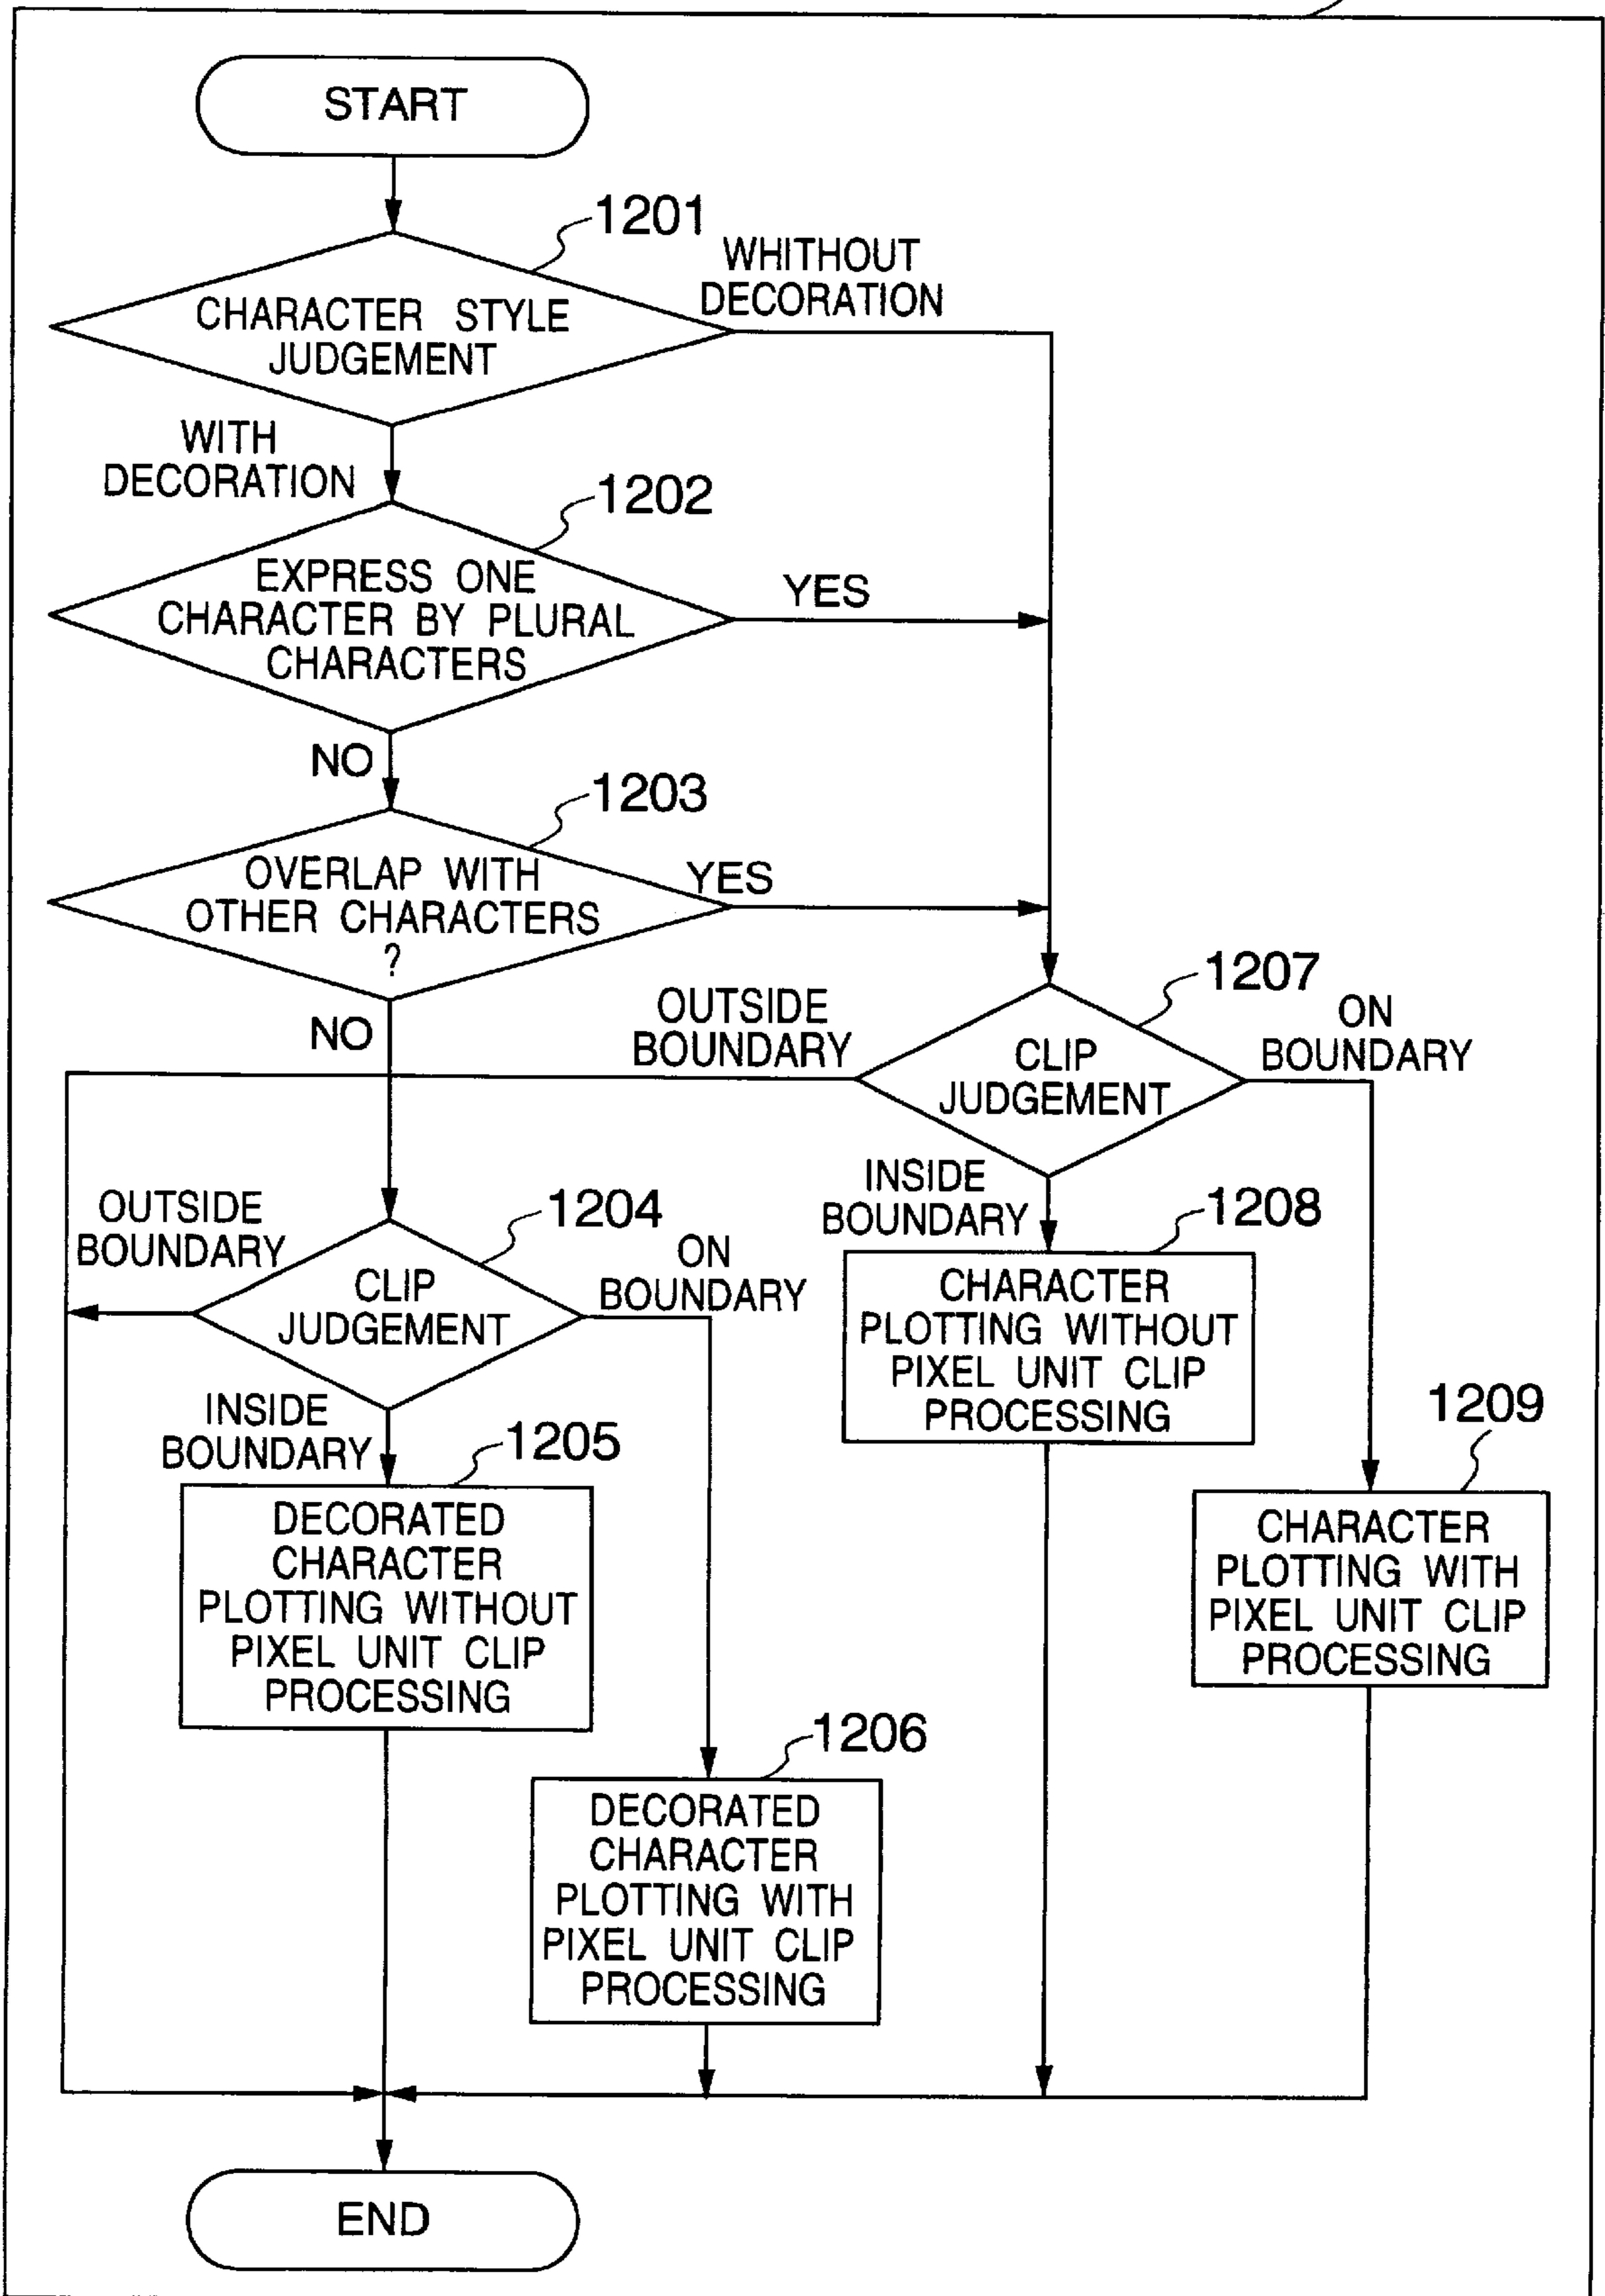 START
1201
WHITHOUT
DECORATION
CHARACTER STYLE
JUDGEMENT
WITH
DECORATION
1202
EXPRESS ONE
CHARACTER BY PLURAL
CHARACTERS
YES
NO
1203
OVERLAP WITH
OTHER CHARACTERS
?
YES
NO
1207
OUTSIDE
BOUNDARY
CLIP
JUDGEMENT
ON
BOUNDARY
INSIDE
BOUNDARY
1208
CHARACTER
PLOTTING WITHOUT
PIXEL UNIT CLIP
PROCESSING
1209
CHARACTER
PLOTTING WITH
PIXEL UNIT CLIP
PROCESSING
OUTSIDE
BOUNDARY
1204
CLIP
JUDGEMENT
ON
BOUNDARY
INSIDE
BOUNDARY
1205
DECORATED
CHARACTER
PLOTTING WITHOUT
PIXEL UNIT CLIP
PROCESSING
1206
DECORATED
CHARACTER
PLOTTING WITH
PIXEL UNIT CLIP
PROCESSING
END